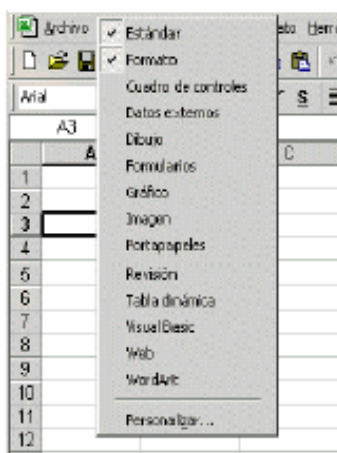 Archivo
Herr
Arial
S
A3
A
C
Estándar
Formato
Cuadro de controles
Datos externos
Dibujo
Formularios
Gráfico
Imagen
Portapapeles
Revisión
Tabla dinámica
Visual Basic
Web
WordArt
Personalizar...
1
2
3
4
5
6
7
8
9
10
11
12